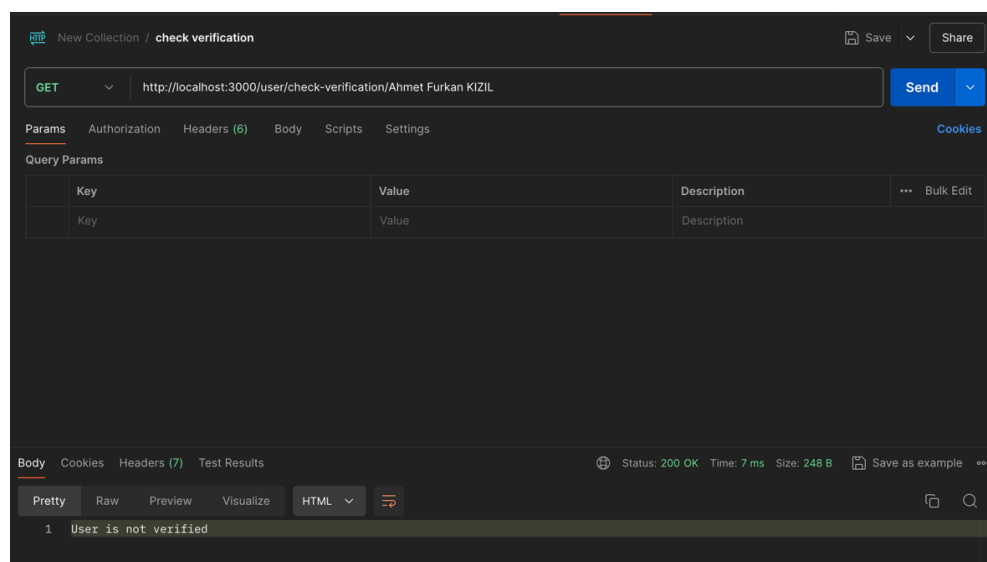 HTTP New Collection / check verification Save Share
GET http://localhost:3000/user/check-verification/Ahmet Furkan KIZIL Send
Params Authorization Headers (6) Body Scripts Settings Cookies
Query Params
Key Value Description ••• Bulk Edit
Key Value Description
Body Cookies Headers (7) Test Results Status: 200 OK Time: 7 ms Size: 248 B Save as example
Pretty Raw Preview Visualize HTML
1 User is not verified